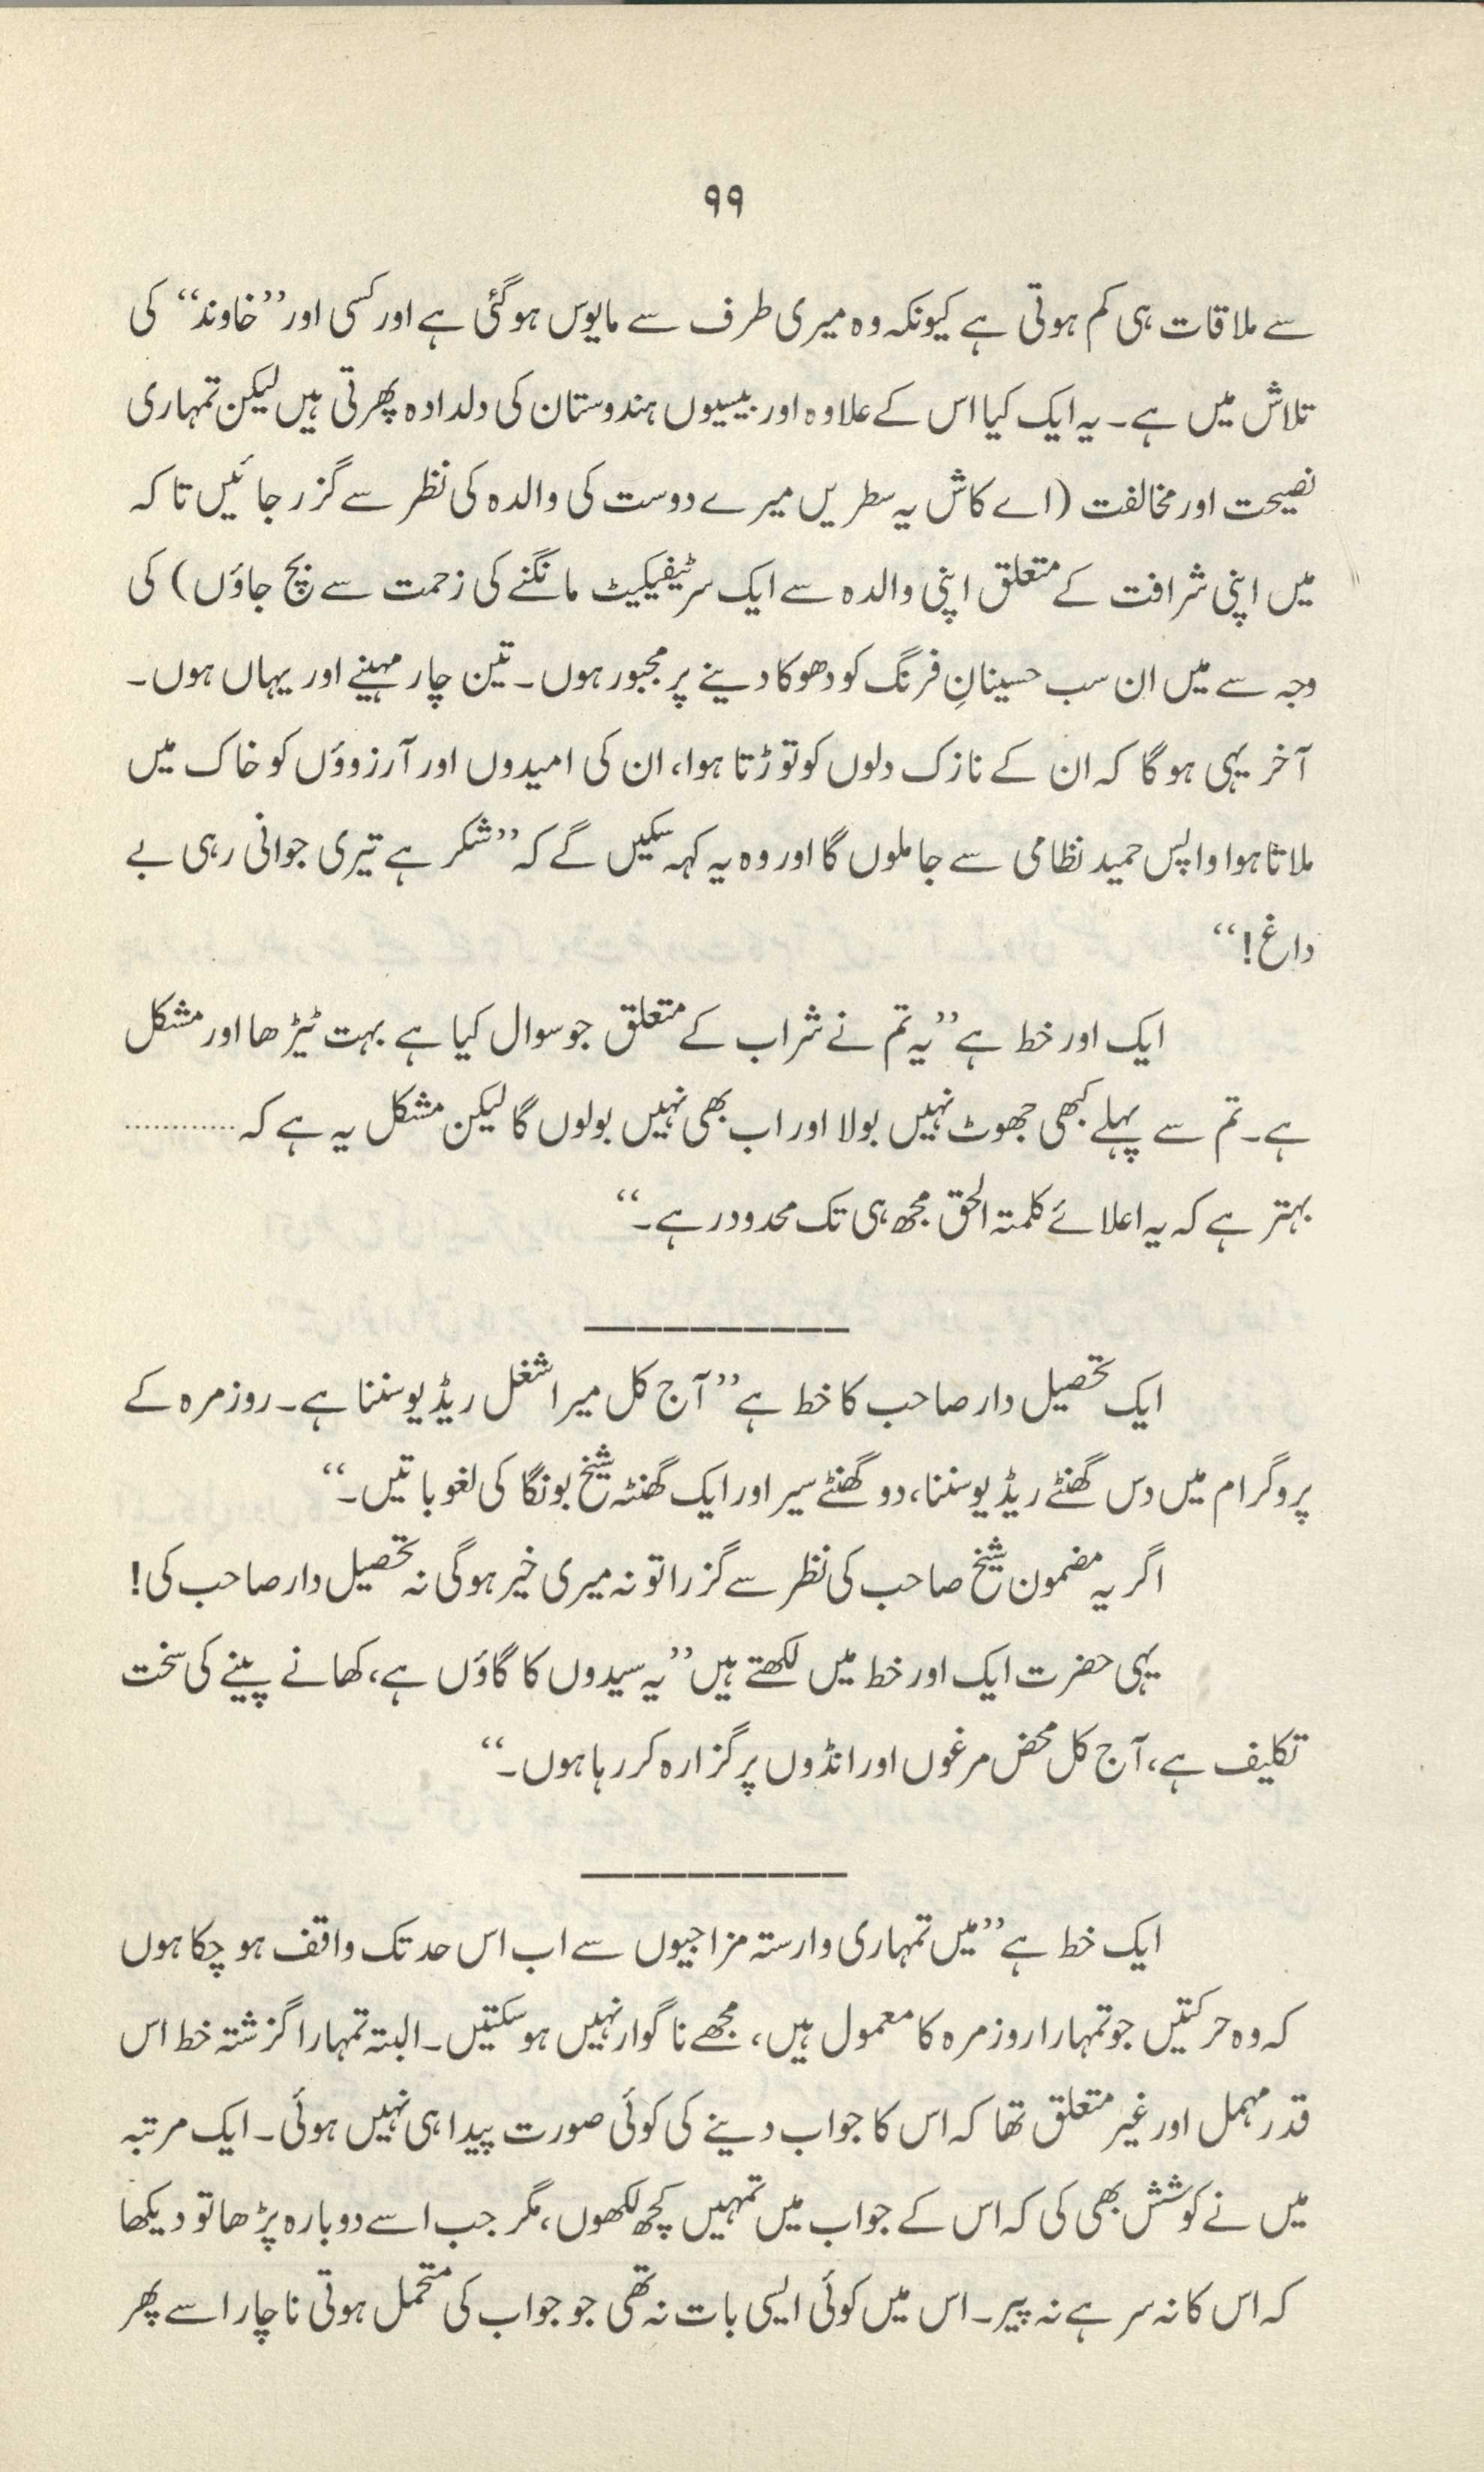 ۹۹
سے ملاقات ہی کم ہوتی ہے کیونکہ وہ میری طرف سے مایوس ہوگئی ہے اور کسی اور ’’خاوند‘‘ کی
تلاش میں ہے۔ یہ ایک کیا اس کے علاوہ اور بیسیوں ہندوستان کی دلدادہ پھرتی ہیں لیکن تمہاری
نصیحت اور مخالفت (اے کاش یہ سطریں میرے دوست کی والدہ کی نظر سے گزر جائیں تاکہ
میں اپنی شرافت کے متعلق اپنی والدہ سے ایک سرٹیفیکیٹ مانگنے کی زحمت سے بچ جاؤں) کی
وجہ سے میں ان سب حسینانِ فرنگ کو دھوکا دینے پر مجبور ہوں۔ تین چار مہینے اور یہاں ہوں۔
آخر یہی ہوگا کہ ان کے نازک دلوں کو توڑتا ہوا، ان کی امیدوں اور آرزوؤں کو خاک میں
ملاتا ہوا واپس حمید نظامی سے جا ملوں گا اور وہ یہ کہہ سکیں گے کہ ’’شکر ہے تیری جوانی رہی بے
داغ!‘‘
ایک اور خط ہے ’’یہ تم نے شراب کے متعلق جو سوال کیا ہے بہت ٹیڑھا اور مشکل
ہے۔ تم سے پہلے کبھی جھوٹ نہیں بولا اور اب بھی نہیں بولوں گا لیکن مشکل یہ ہے کہ ............
بہتر ہے کہ یہ اعلائے کلمتہ الحق مجھ ہی تک محدود رہے۔‘‘
ایک تحصیل دار صاحب کا خط ہے ’’آج کل میرا شغل ریڈیو سننا ہے۔ روزمرہ کے
پروگرام میں دس گھنٹے ریڈیو سننا، دو گھنٹے سیر اور ایک گھنٹہ شیخ بونگا کی لغو باتیں۔‘‘
اگر یہ مضمون شیخ صاحب کی نظر سے گزرا تو نہ میری خیر ہوگی نہ تحصیل دار صاحب کی!
یہی حضرت ایک اور خط میں لکھتے ہیں ’’یہ سیدوں کا گاؤں ہے، کھانے پینے کی سخت
تکلیف ہے، آج کل محض مرغوں اور انڈوں پر گزارہ کر رہا ہوں۔‘‘
ایک خط ہے ’’میں تمہاری وارستہ مزاجیوں سے اب اس حد تک واقف ہو چکا ہوں
کہ وہ حرکتیں جو تمہارا روزمرہ کا معمول ہیں، مجھے ناگوار نہیں ہوسکتیں۔ البتہ تمہارا گزشتہ خط اس
قدر مہمل اور غیر متعلق تھا کہ اس کا جواب دینے کی کوئی صورت پیدا ہی نہیں ہوئی۔ ایک مرتبہ
میں نے کوشش بھی کی کہ اس کے جواب میں تمہیں کچھ لکھوں، مگر جب اسے دوبارہ پڑھا تو دیکھا
کہ اس کا نہ سر ہے نہ پیر۔ اس میں کوئی ایسی بات نہ تھی جو جواب کی متحمل ہوتی ناچار اسے پھر